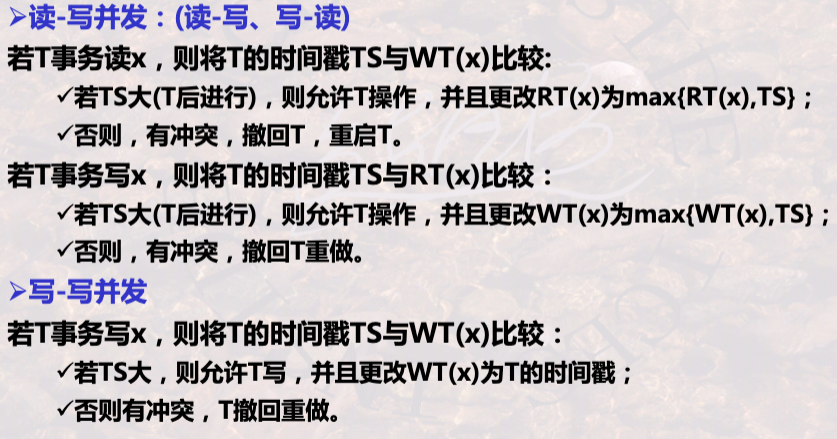 ➢读-写并发：(读-写、写-读)
若T事务读x，则将T的时间戳TS与WT(x)比较:
✓若TS大(T后进行)，则允许T操作，并且更改RT(x)为max{RT(x),TS}；
✓否则，有冲突，撤回T，重启T。
若T事务写x，则将T的时间戳TS与RT(x)比较：
✓若TS大(T后进行)，则允许T操作，并且更改WT(x)为max{WT(x),TS}；
✓否则，有冲突，撤回T重做。
➢写-写并发
若T事务写x，则将T的时间戳TS与WT(x)比较：
✓若TS大，则允许T写，并且更改WT(x)为T的时间戳；
✓否则有冲突，T撤回重做。